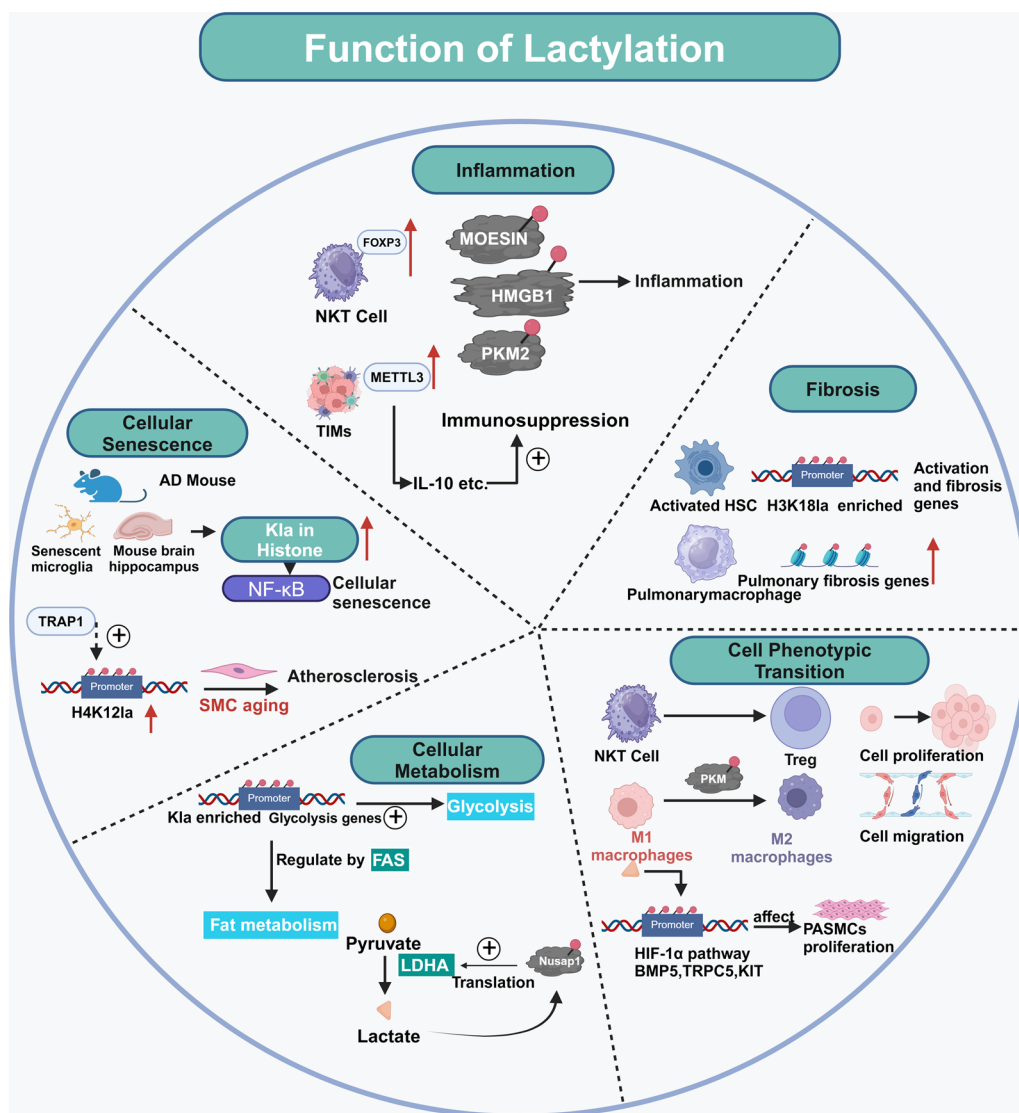 Function of Lactylation
Inflammation
FOXP3
NKT Cell
MOESIN
HMGB1
PKM2
Inflammation
METTL3
TIMs
Immunosuppression
+
IL-10 etc.
Fibrosis
Activated HSC
Promoter
H3K18la enriched
Activation
and fibrosis
genes
Pulmonarymacrophage
Pulmonary fibrosis genes
Cellular
Senescence
AD Mouse
Senescent
microglia
Mouse brain
hippocampus
Kla in
Histone
NF-κB
Cellular
senescence
TRAP1
+
Promoter
H4K12la
SMC aging
Atherosclerosis
Cell Phenotypic
Transition
NKT Cell
Treg
Cell proliferation
PKM
M1
macrophages
M2
macrophages
Cell migration
Promoter
HIF-1α pathway
BMP5,TRPC5,KIT
affect
PASMCs
proliferation
Cellular
Metabolism
Promoter
Kla enriched Glycolysis genes
+
Glycolysis
Regulate by FAS
Fat metabolism
Pyruvate
LDHA
+
Translation
Nusap1
Lactate